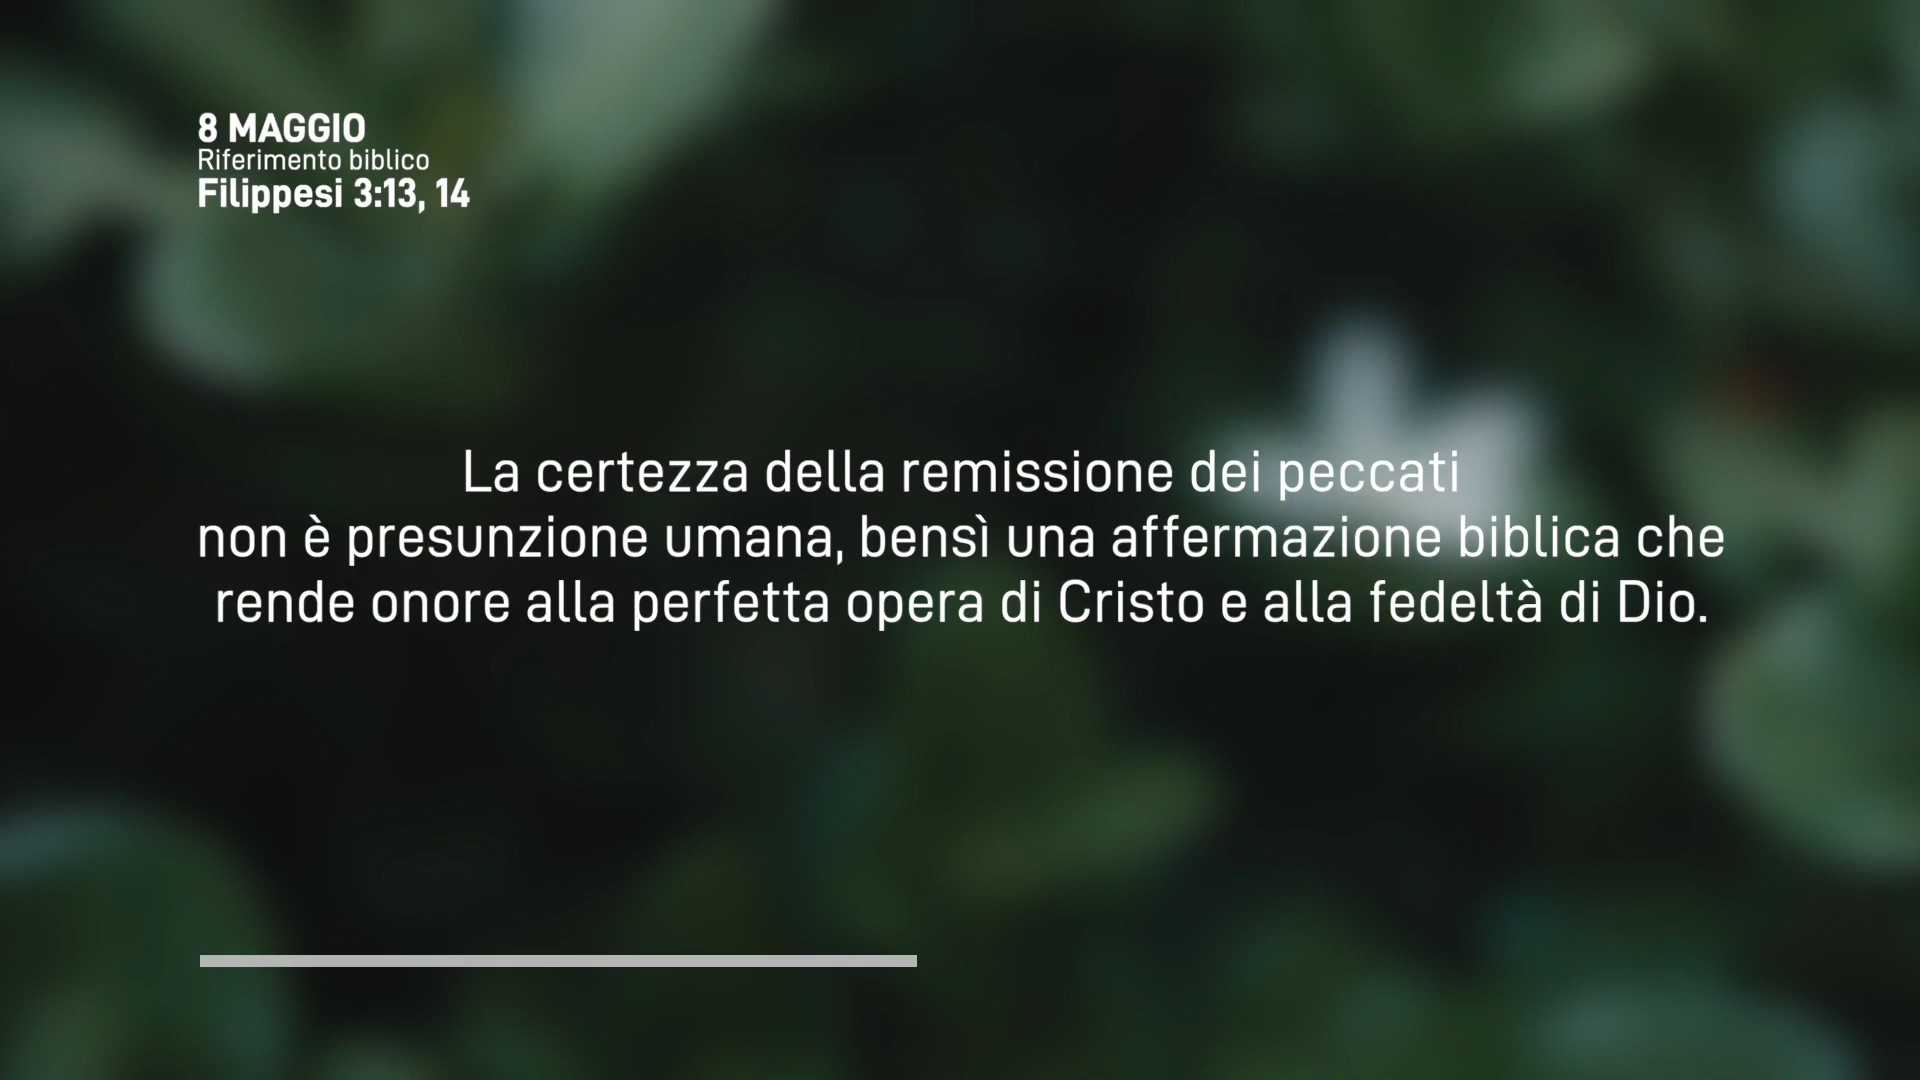 8 MAGGIO
Riferimento biblico
Filippesi 3:13, 14
La certezza della remissione dei peccati
non è presunzione umana, bensì una affermazione biblica che
rende onore alla perfetta opera di Cristo e alla fedeltà di Dio.